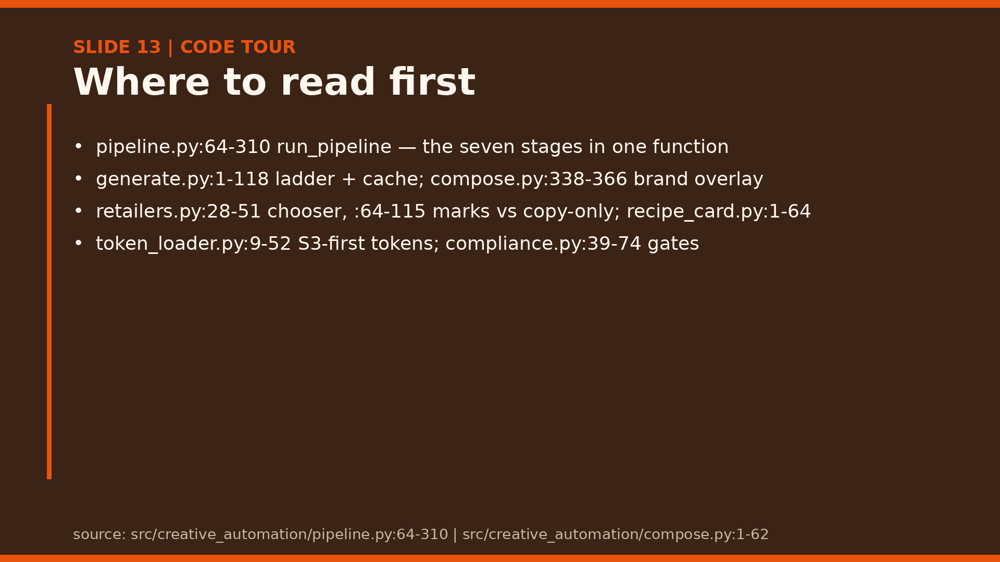 SLIDE 13 | CODE TOUR
Where to read first
• pipeline.py:64-310 run_pipeline — the seven stages in one function
• generate.py:1-118 ladder + cache; compose.py:338-366 brand overlay
• retailers.py:28-51 chooser, :64-115 marks vs copy-only; recipe_card.py:1-64
• token_loader.py:9-52 S3-first tokens; compliance.py:39-74 gates
source: src/creative_automation/pipeline.py:64-310 | src/creative_automation/compose.py:1-62